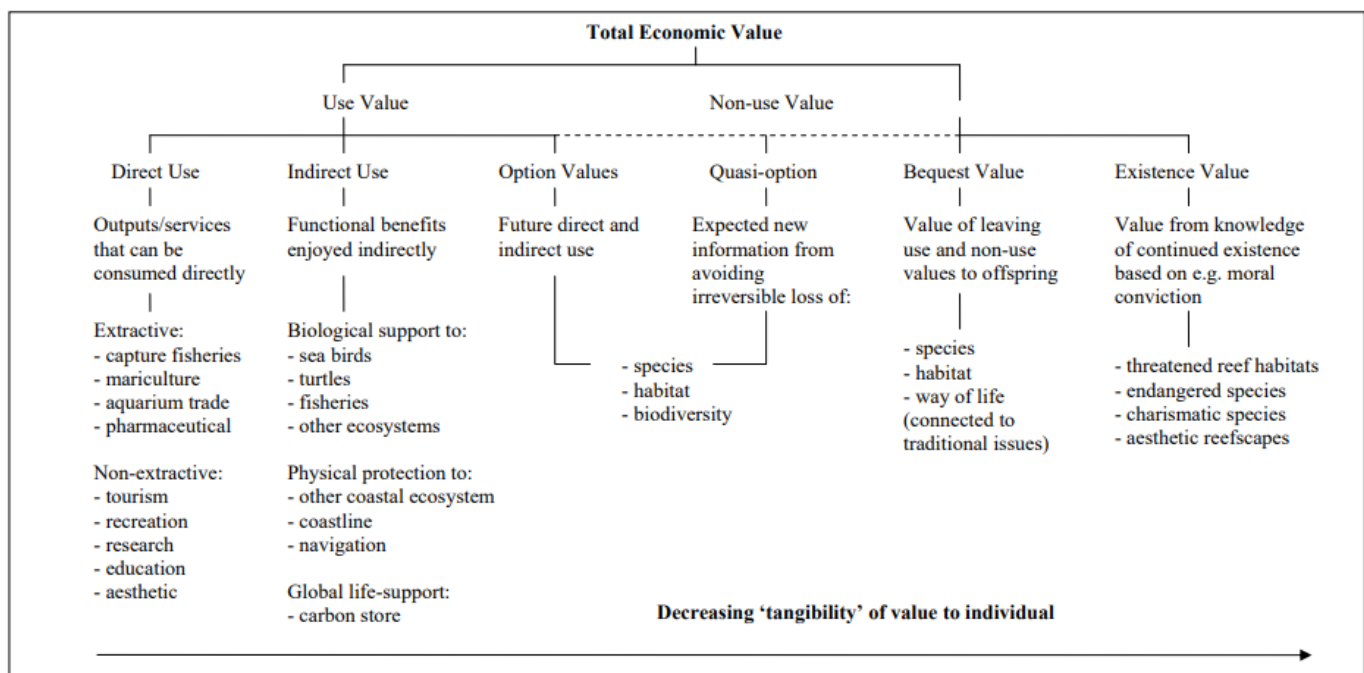 Total Economic Value
Use Value
Non-use Value
Direct Use
Outputs/services
that can be
consumed directly
Extractive:
- capture fisheries
- mariculture
- aquarium trade
- pharmaceutical
Non-extractive:
- tourism
- recreation
- research
- education
- aesthetic
Indirect Use
Functional benefits
enjoyed indirectly
Biological support to:
- sea birds
- turtles
- fisheries
- other ecosystems
Physical protection to:
- other coastal ecosystem
- coastline
- navigation
Global life-support:
- carbon store
Option Values
Future direct and
indirect use
Quasi-option
Expected new
information from
avoiding
irreversible loss of:
- species
- habitat
- biodiversity
Bequest Value
Value of leaving
use and non-use
values to offspring
- species
- habitat
- way of life
(connected to
traditional issues)
Existence Value
Value from knowledge
of continued existence
based on e.g. moral
conviction
- threatened reef habitats
- endangered species
- charismatic species
- aesthetic reefscapes
Decreasing ‘tangibility’ of value to individual